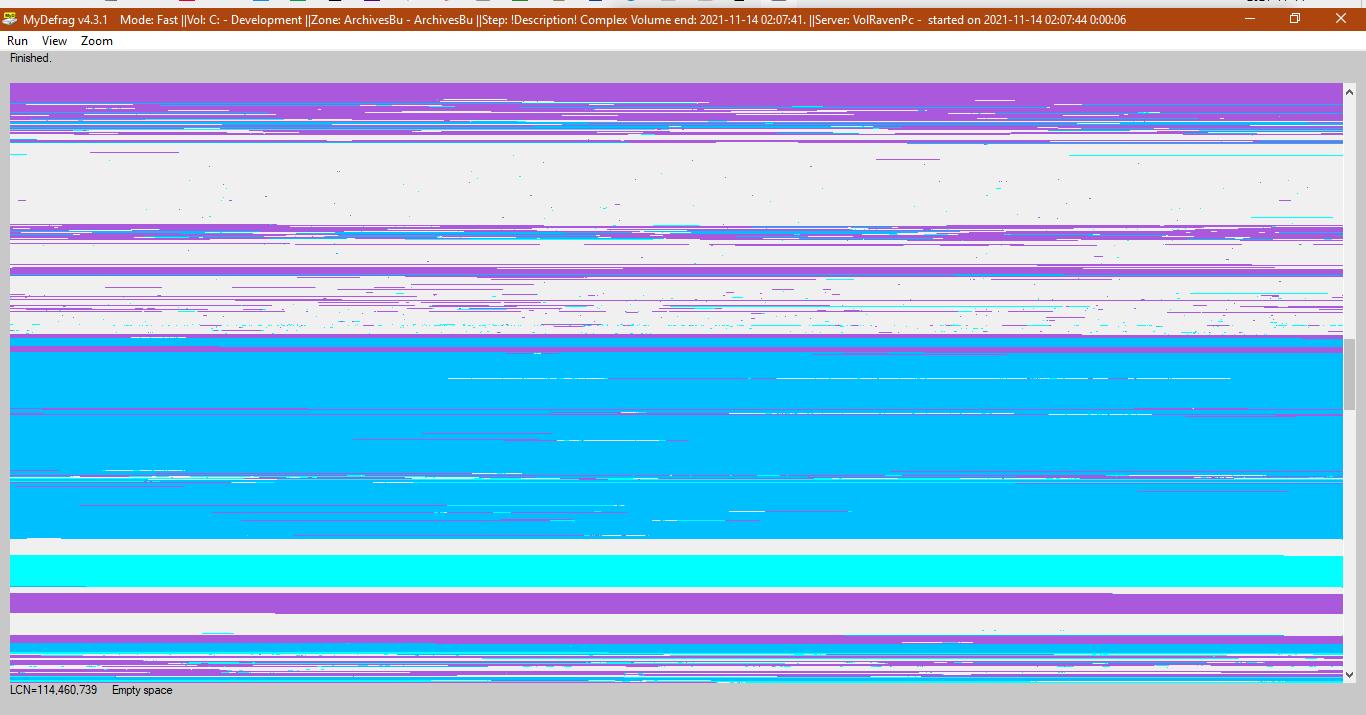 MyDefrag v4.3.1    Mode: Fast ||Vol: C: - Development ||Zone: ArchivesBu - ArchivesBu ||Step: !Description! Complex Volume end: 2021-11-14 02:07:41. ||Server: VolRavenPc -  started on 2021-11-14 02:07:44 0:00:06
Run View Zoom
Finished.
LCN=114,460,739 Empty space